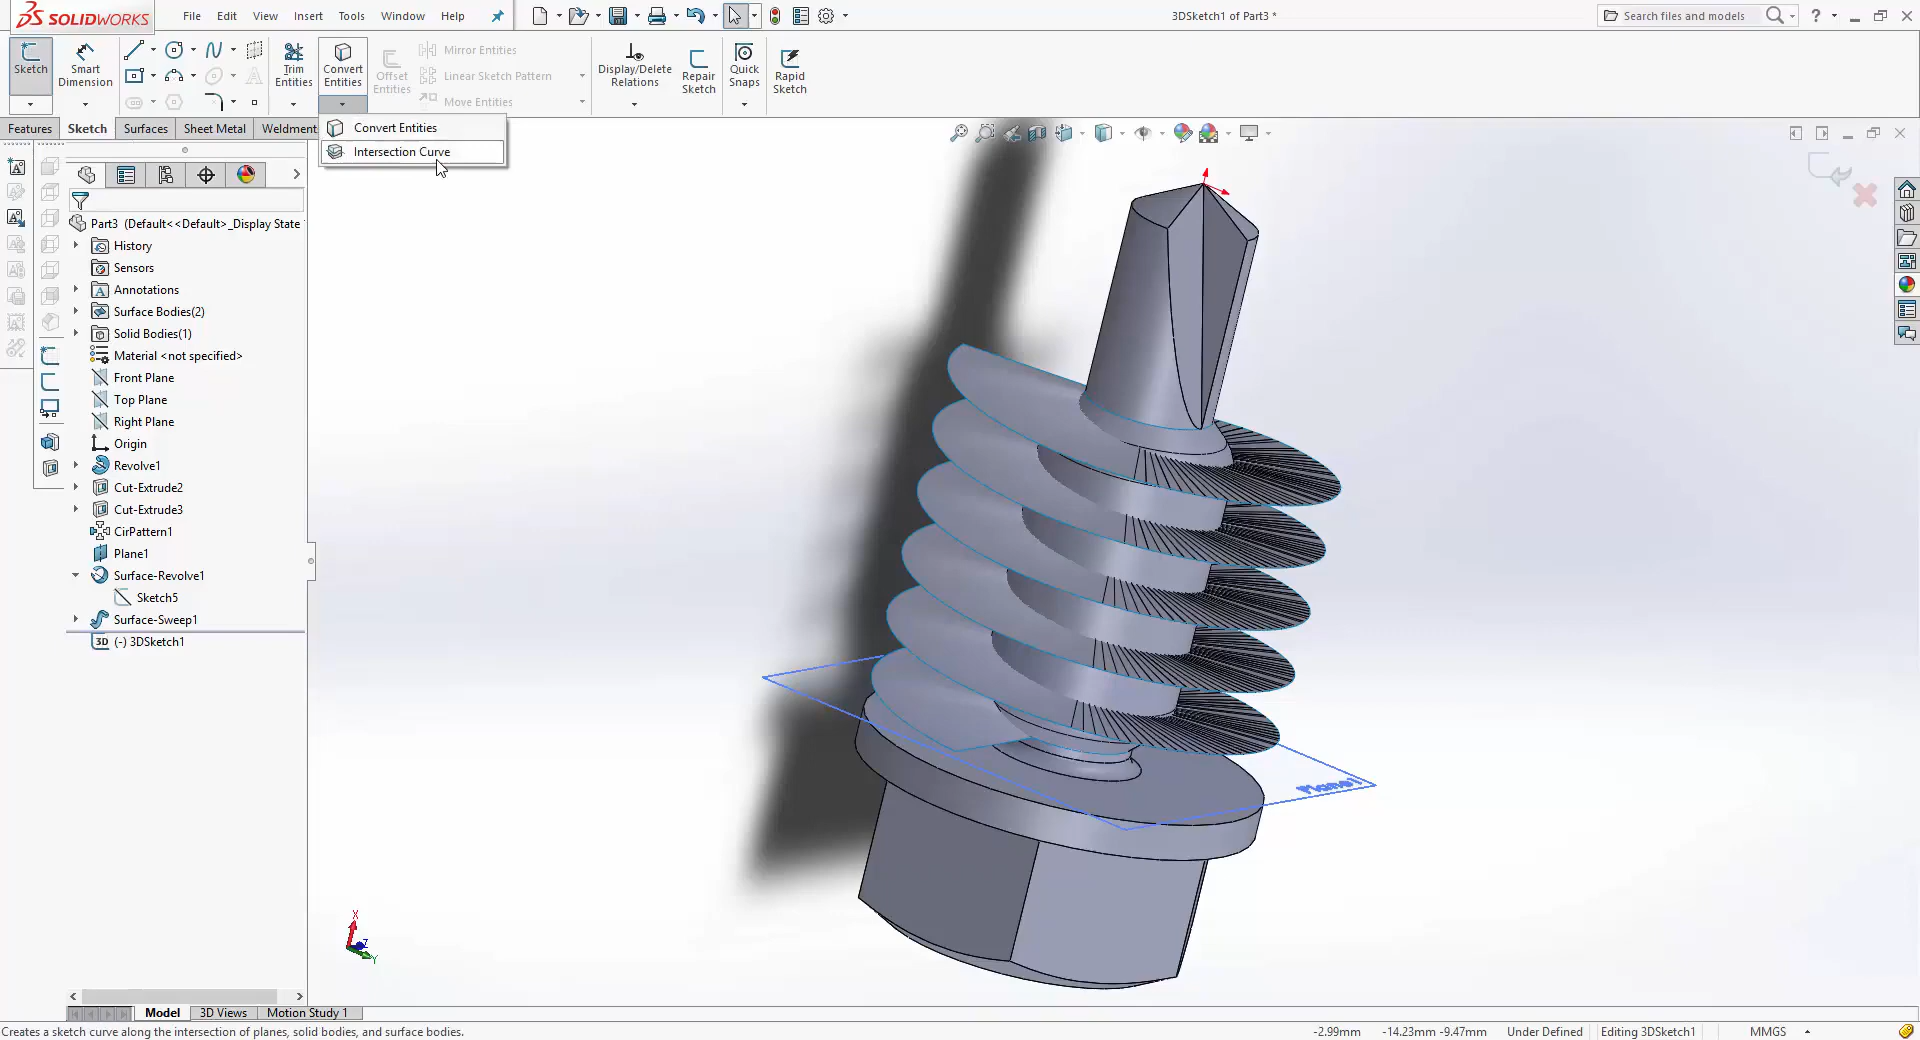 SOLIDWORKS
File Edit View Insert Tools Window Help
3DSketch1 of Part3 *
Search files and models
?
Sketch
Smart Dimension
Trim Entities
Convert Entities
Offset Entities
Mirror Entities
Linear Sketch Pattern
Move Entities
Display/Delete Relations
Repair Sketch
Quick Snaps
Rapid Sketch
Convert Entities
Intersection Curve
Features Sketch Surfaces Sheet Metal Weldment
Part3 (Default<<Default>_Display State
History
Sensors
Annotations
Surface Bodies(2)
Solid Bodies(1)
Material <not specified>
Front Plane
Top Plane
Right Plane
Origin
Revolve1
Cut-Extrude2
Cut-Extrude3
CirPattern1
Plane1
Surface-Revolve1
Sketch5
Surface-Sweep1
3D (-) 3DSketch1
Plane1
X
Z
Y
Model 3D Views Motion Study 1
Creates a sketch curve along the intersection of planes, solid bodies, and surface bodies.
-2.99mm -14.23mm -9.47mm Under Defined Editing 3DSketch1 MMGS